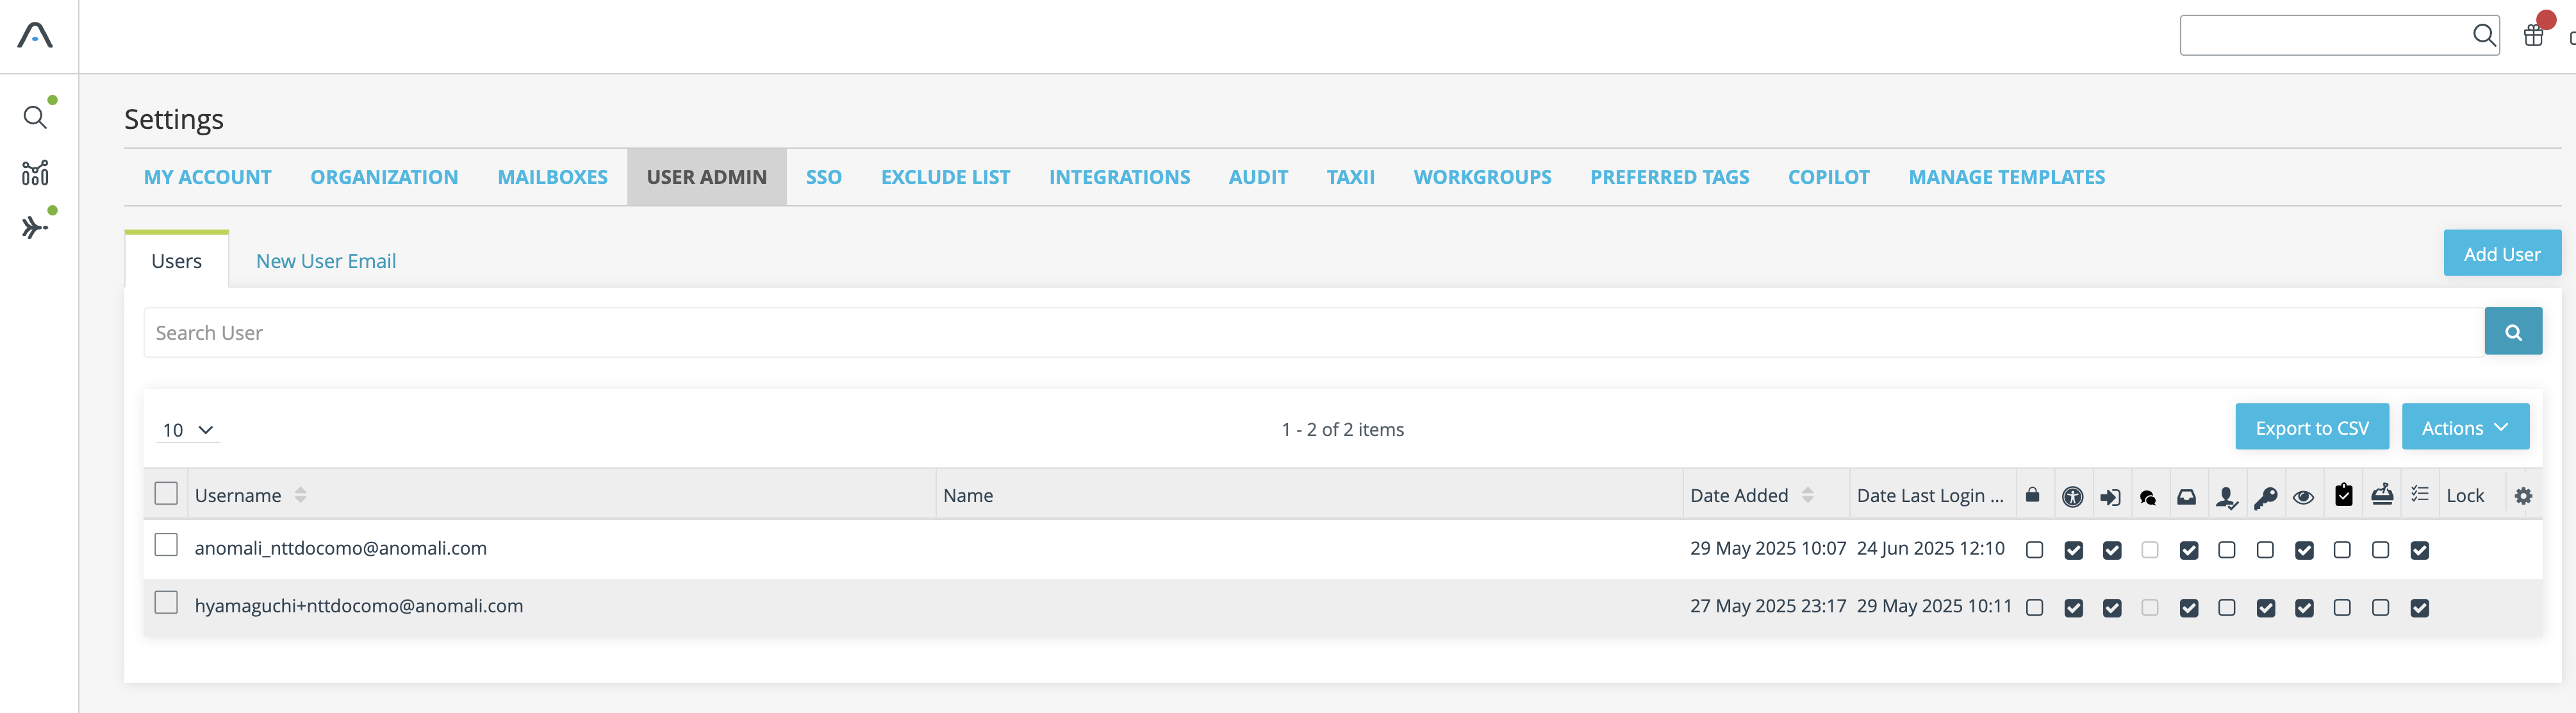 Settings
MY ACCOUNT ORGANIZATION MAILBOXES USER ADMIN SSO EXCLUDE LIST INTEGRATIONS AUDIT TAXII WORKGROUPS PREFERRED TAGS COPILOT MANAGE TEMPLATES
Users New User Email Add User
Search User
10 1 - 2 of 2 items Export to CSV Actions
Username Name Date Added Date Last Login ... Lock
anomali_nttdocomo@anomali.com 29 May 2025 10:07 24 Jun 2025 12:10
hyamaguchi+nttdocomo@anomali.com 27 May 2025 23:17 29 May 2025 10:11